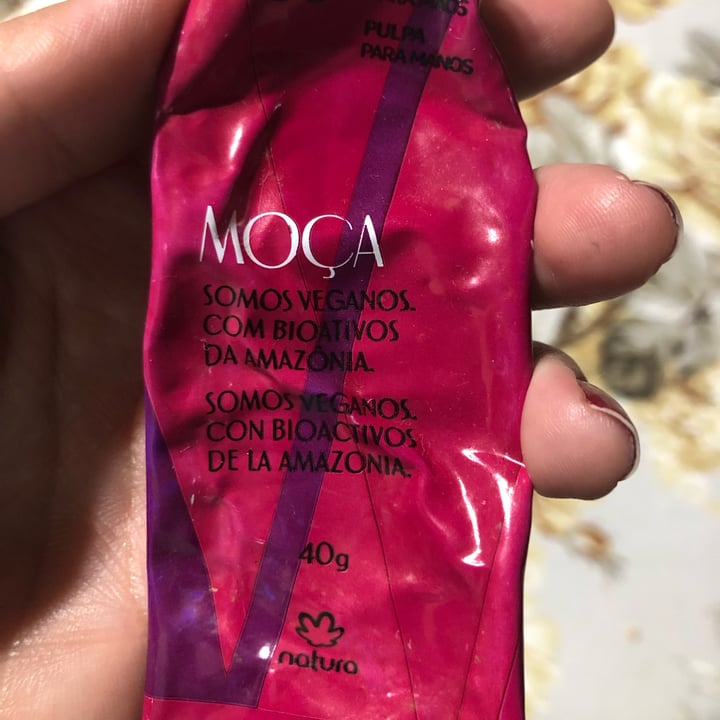 PULPA
PARA MANOS
MOÇA
SOMOS VEGANOS.
COM BIOATIVOS
DA AMAZÔNIA.
SOMOS VEGANOS.
CON BIOACTIVOS
DE LA AMAZONIA.
40g
natura